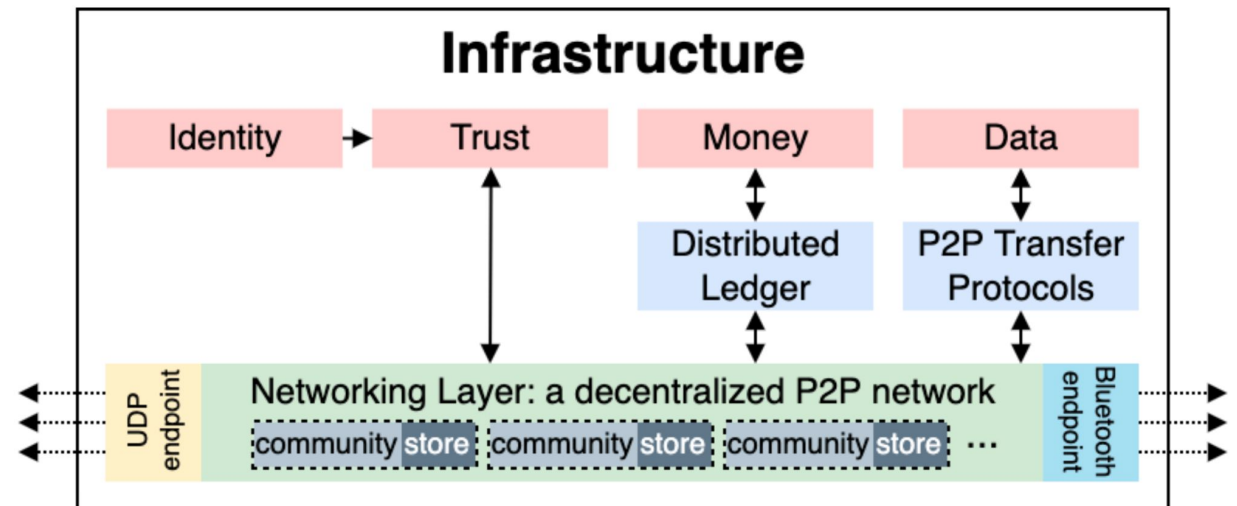 Infrastructure
Identity
Trust
Money
Data
Distributed
Ledger
P2P Transfer
Protocols
UDP
endpoint
Networking Layer: a decentralized P2P network
community store
community store
community store
...
Bluetooth
endpoint